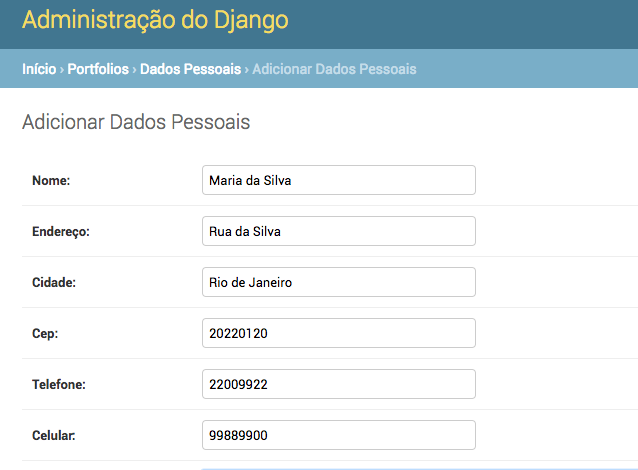 Administração do Django
Início › Portfolios › Dados Pessoais › Adicionar Dados Pessoais
Adicionar Dados Pessoais
Nome: Maria da Silva
Endereço: Rua da Silva
Cidade: Rio de Janeiro
Cep: 20220120
Telefone: 22009922
Celular: 99889900